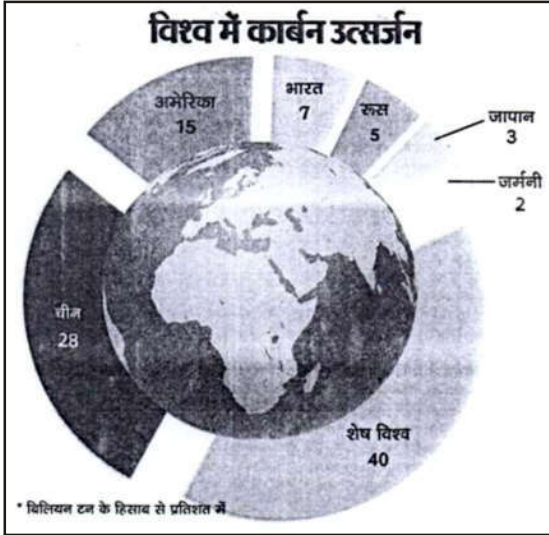 विश्व में कार्बन उत्सर्जन
अमेरिका
15
भारत
7
रूस
5
जापान
3
जर्मनी
2
चीन
28
शेष विश्व
40
* बिलियन टन के हिसाब से प्रतिशत में